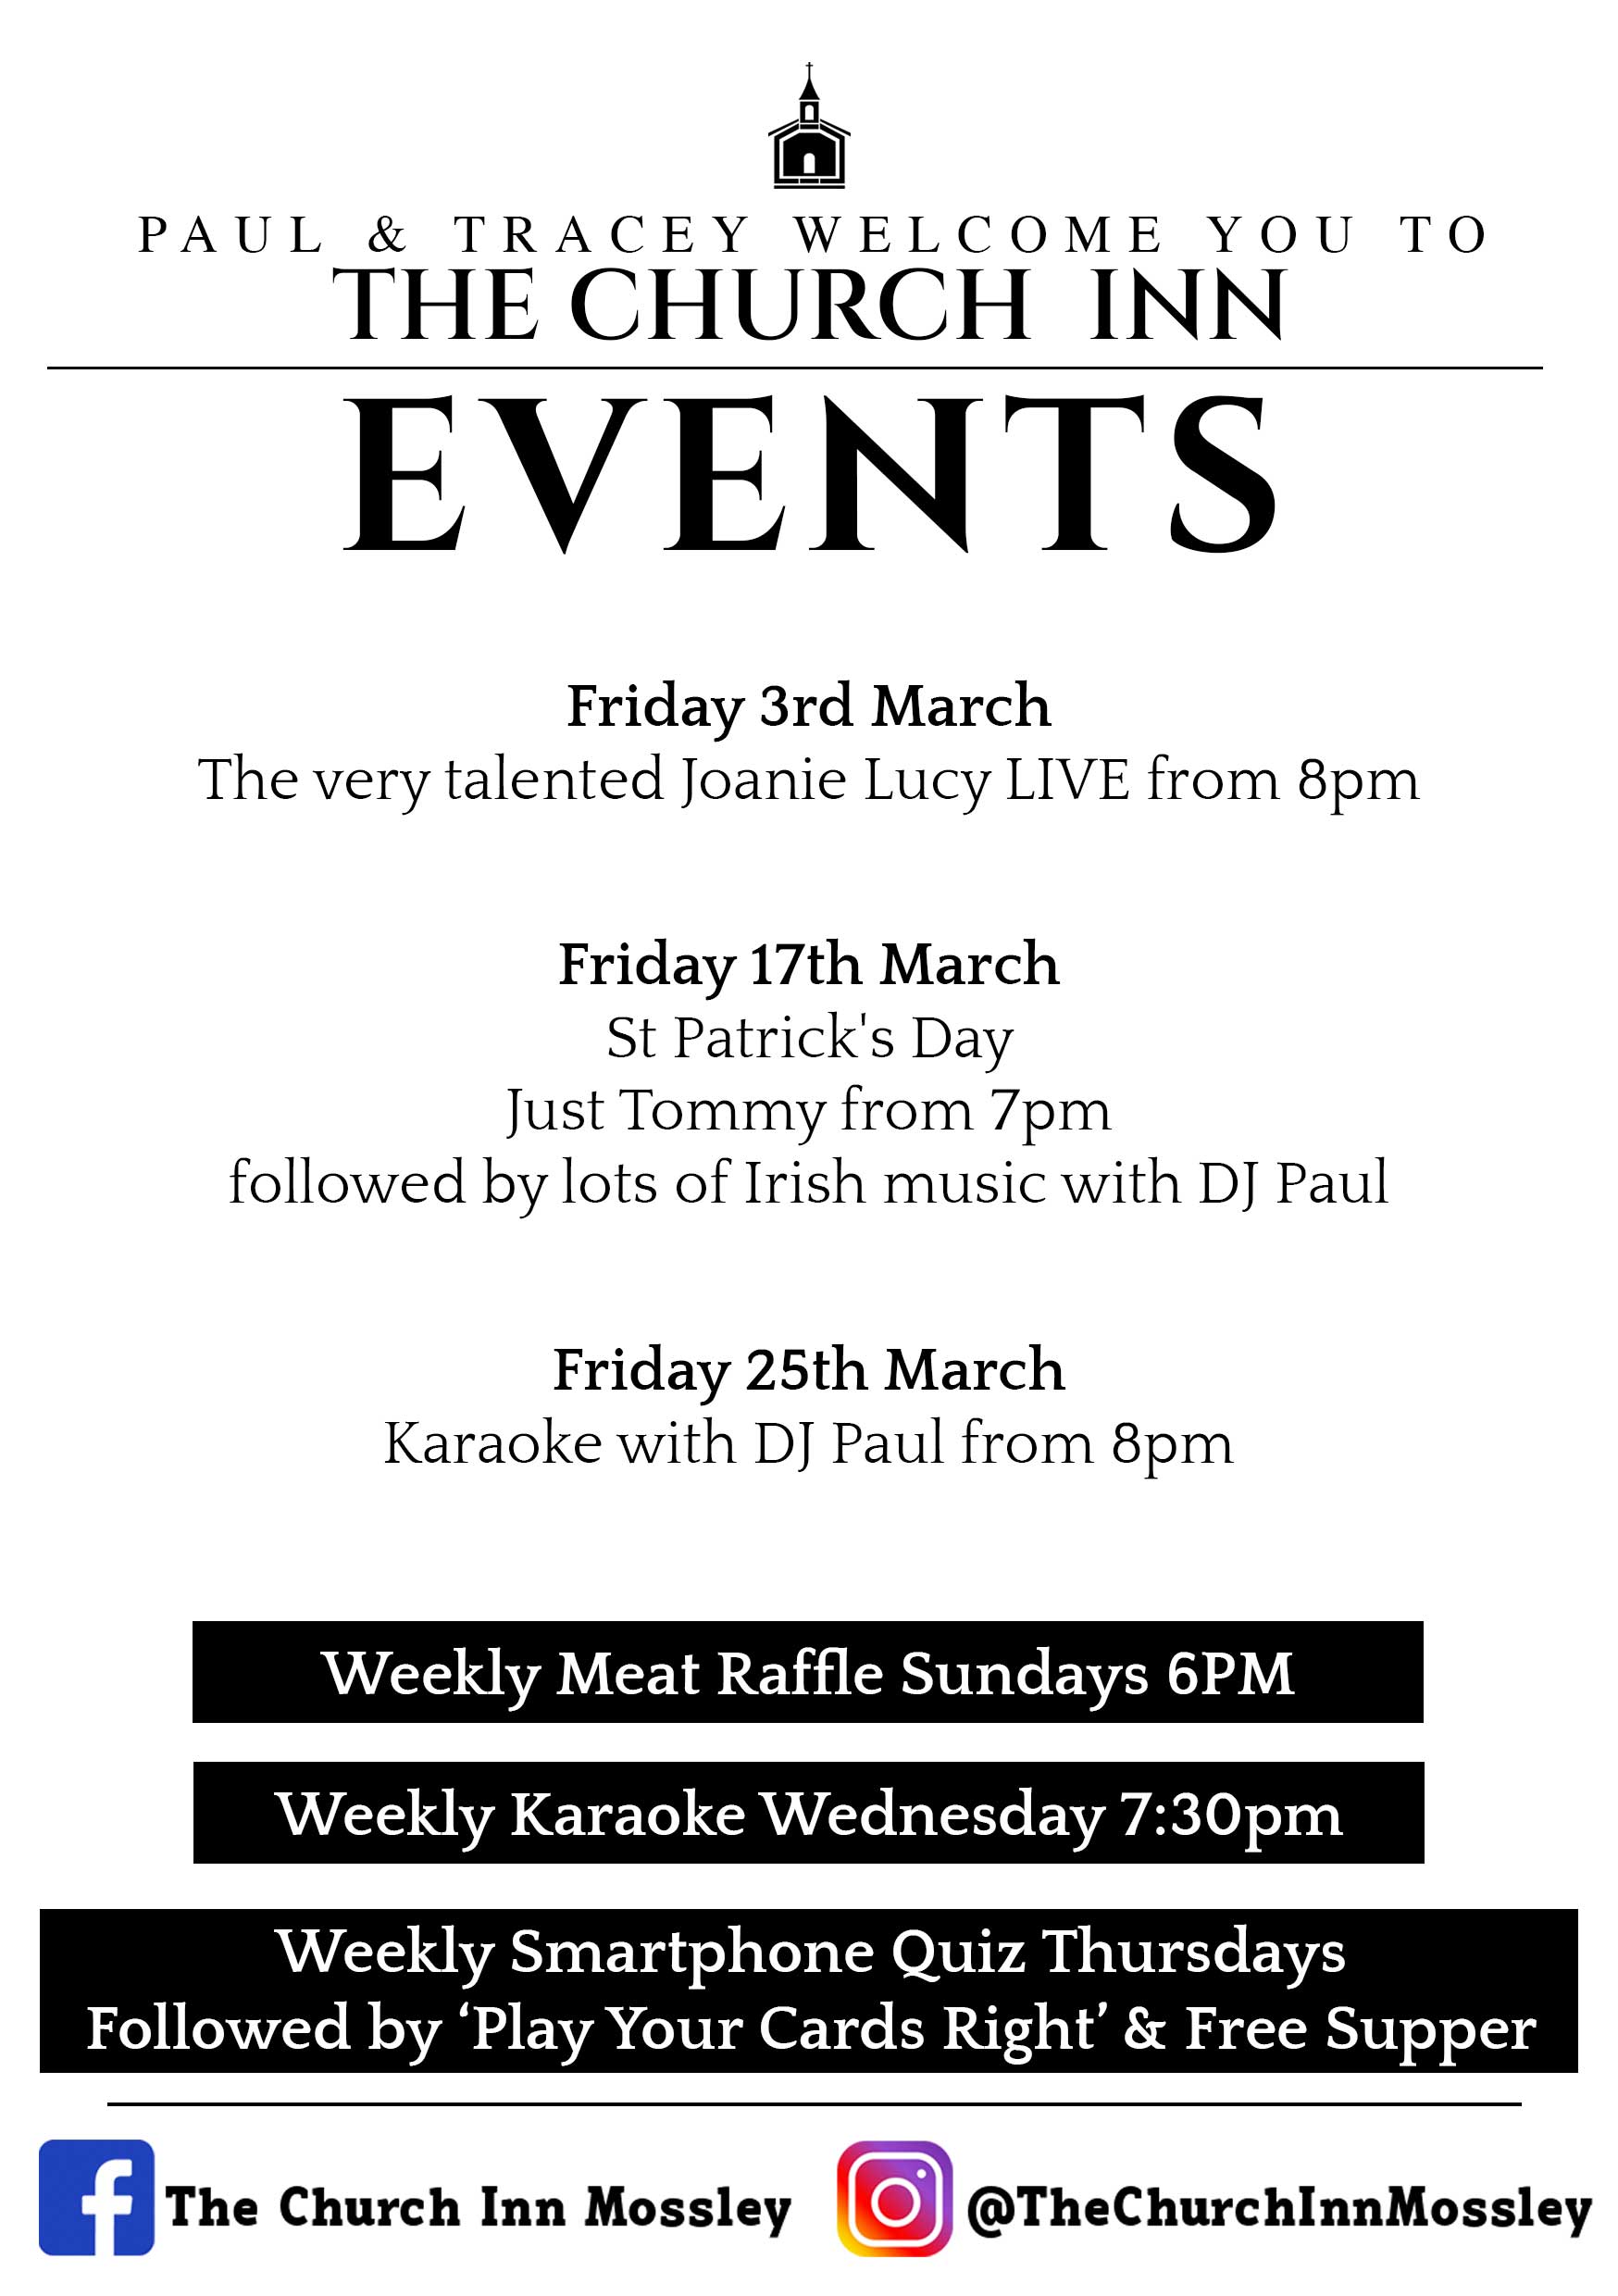 PAUL & TRACEY WELCOME YOU TO
THE CHURCH INN
EVENTS
Friday 3rd March
The very talented Joanie Lucy LIVE from 8pm
Friday 17th March
St Patrick's Day
Just Tommy from 7pm
followed by lots of Irish music with DJ Paul
Friday 25th March
Karaoke with DJ Paul from 8pm
Weekly Meat Raffle Sundays 6PM
Weekly Karaoke Wednesday 7:30pm
Weekly Smartphone Quiz Thursdays
Followed by ‘Play Your Cards Right’ & Free Supper
The Church Inn Mossley
@TheChurchInnMossley